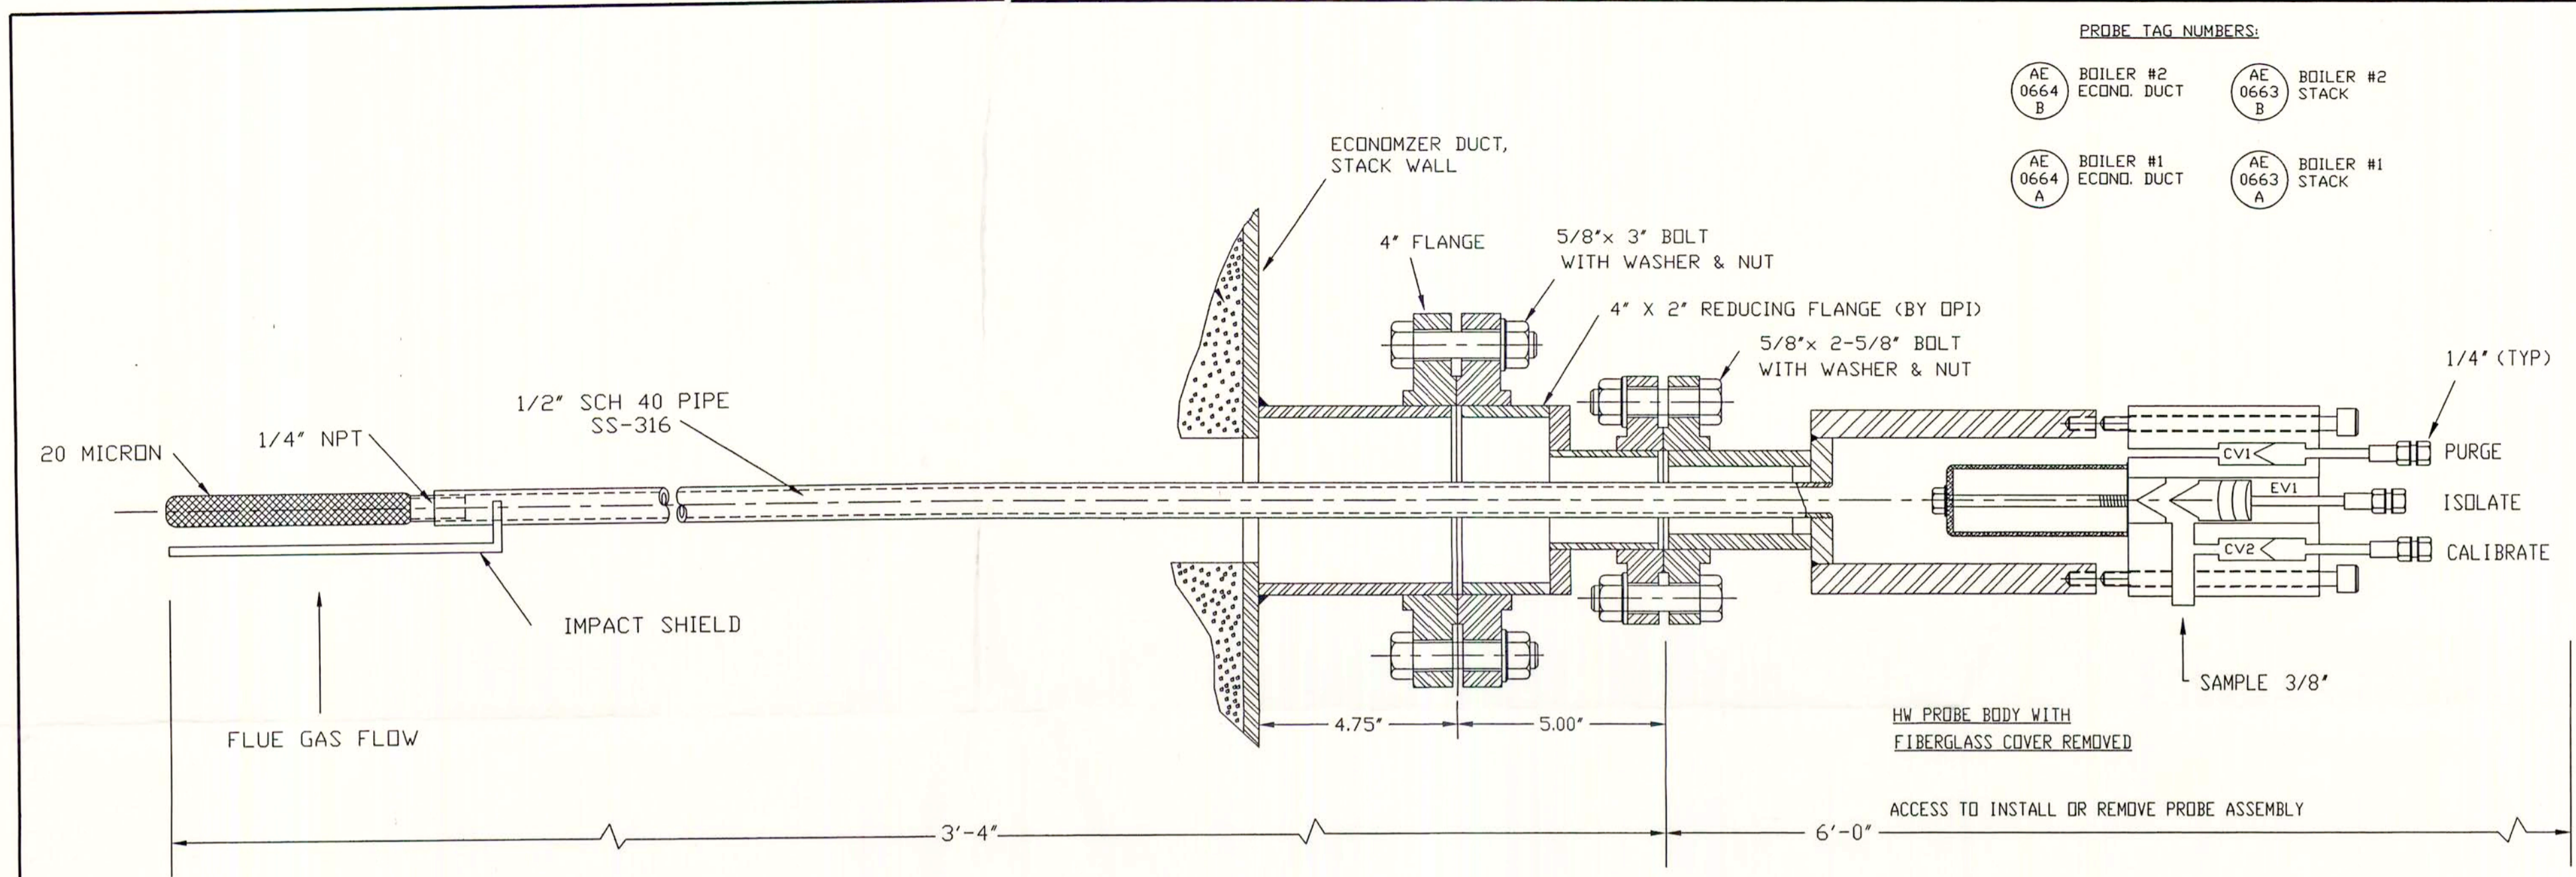 PROBE TAG NUMBERS:
AE
0664
B
BOILER #2
ECONO. DUCT
AE
0663
B
BOILER #2
STACK
AE
0664
A
BOILER #1
ECONO. DUCT
AE
0663
A
BOILER #1
STACK
ECONOMZER DUCT,
STACK WALL
4" FLANGE
5/8"x 3" BOLT
WITH WASHER & NUT
4" X 2" REDUCING FLANGE (BY OPI)
5/8"x 2-5/8" BOLT
WITH WASHER & NUT
1/4" (TYP)
1/2" SCH 40 PIPE
SS-316
1/4" NPT
20 MICRON
CV1
PURGE
EV1
ISOLATE
CV2
CALIBRATE
IMPACT SHIELD
SAMPLE 3/8"
FLUE GAS FLOW
4.75"
5.00"
HW PROBE BODY WITH
FIBERGLASS COVER REMOVED
ACCESS TO INSTALL OR REMOVE PROBE ASSEMBLY
3'-4"
6'-0"